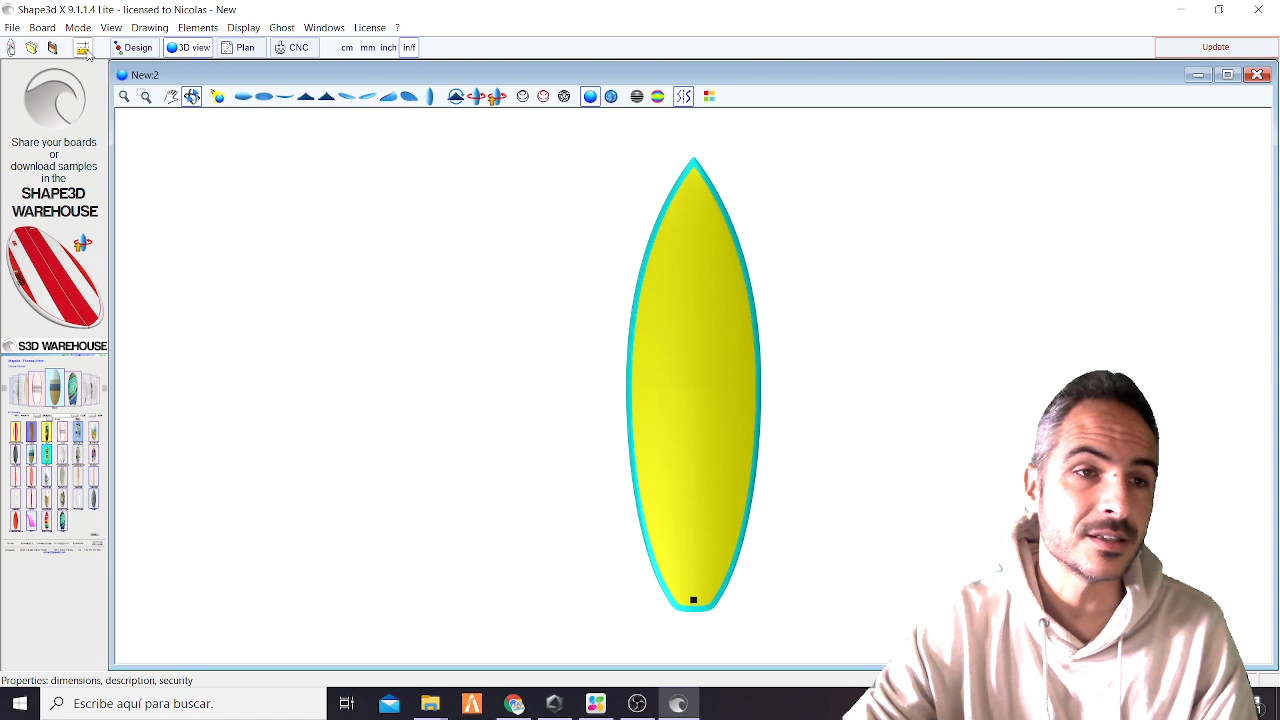 Shape3d X 9.1.1.4 Lite - licensed to Nicolas - New
File Board Mode View Drawing Elements Display Ghost Windows License ?
Design 3D view Plan CNC cm mm inch in/f Update
New:2
Share your boards
or
download samples
in the
SHAPE3D
WAREHOUSE
S3D WAREHOUSE
Properties: dimensions, description, security
Escribe aquí para buscar.